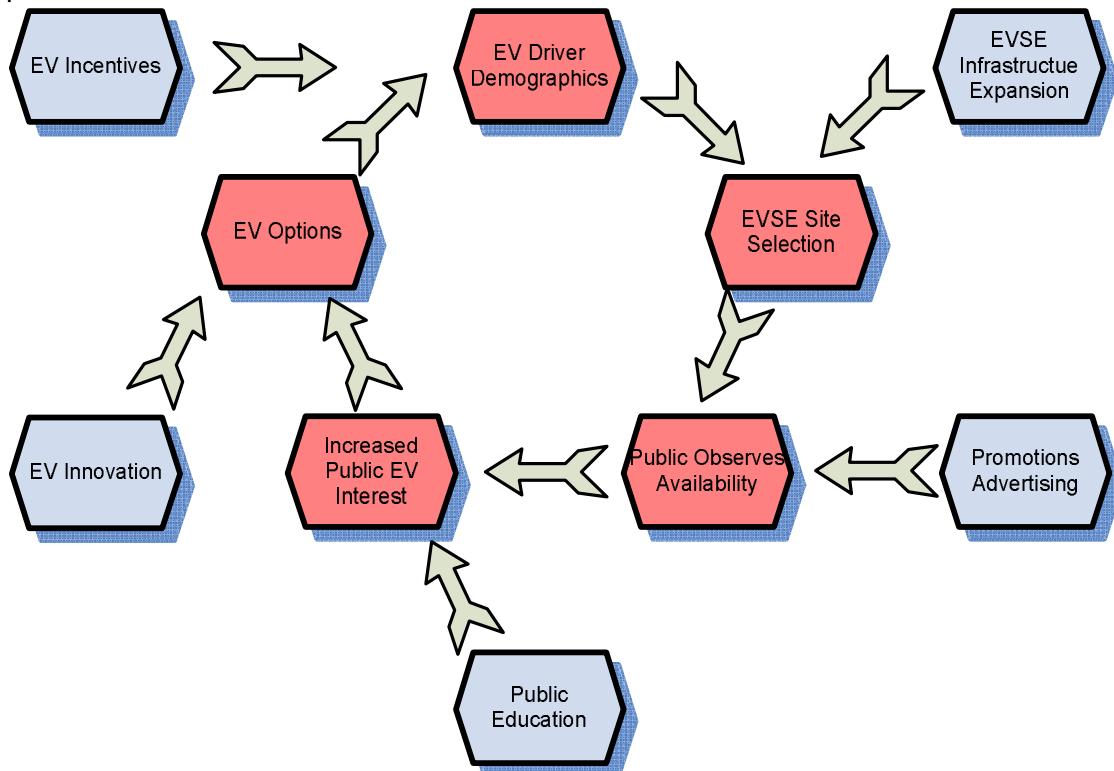 EV Incentives
EV Driver
Demographics
EVSE
Infrastructue
Expansion
EV Options
EVSE Site
Selection
EV Innovation
Increased
Public EV
Interest
Public Observes
Availability
Promotions
Advertising
Public
Education